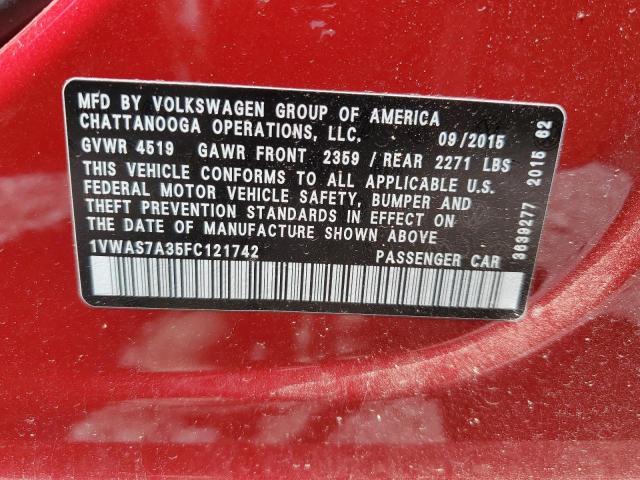 MFD BY VOLKSWAGEN GROUP OF AMERICA
CHATTANOOGA OPERATIONS, LLC. 09/2015
GVWR 4519 GAWR FRONT 2359 / REAR 2271 LBS
THIS VEHICLE CONFORMS TO ALL APPLICABLE U.S.
FEDERAL MOTOR VEHICLE SAFETY, BUMPER AND
THEFT PREVENTION STANDARDS IN EFFECT ON
THE DATE OF MANUFACTURE SHOWN ABOVE
1VWAS7A35FC121742 PASSENGER CAR
3639277 2015 62